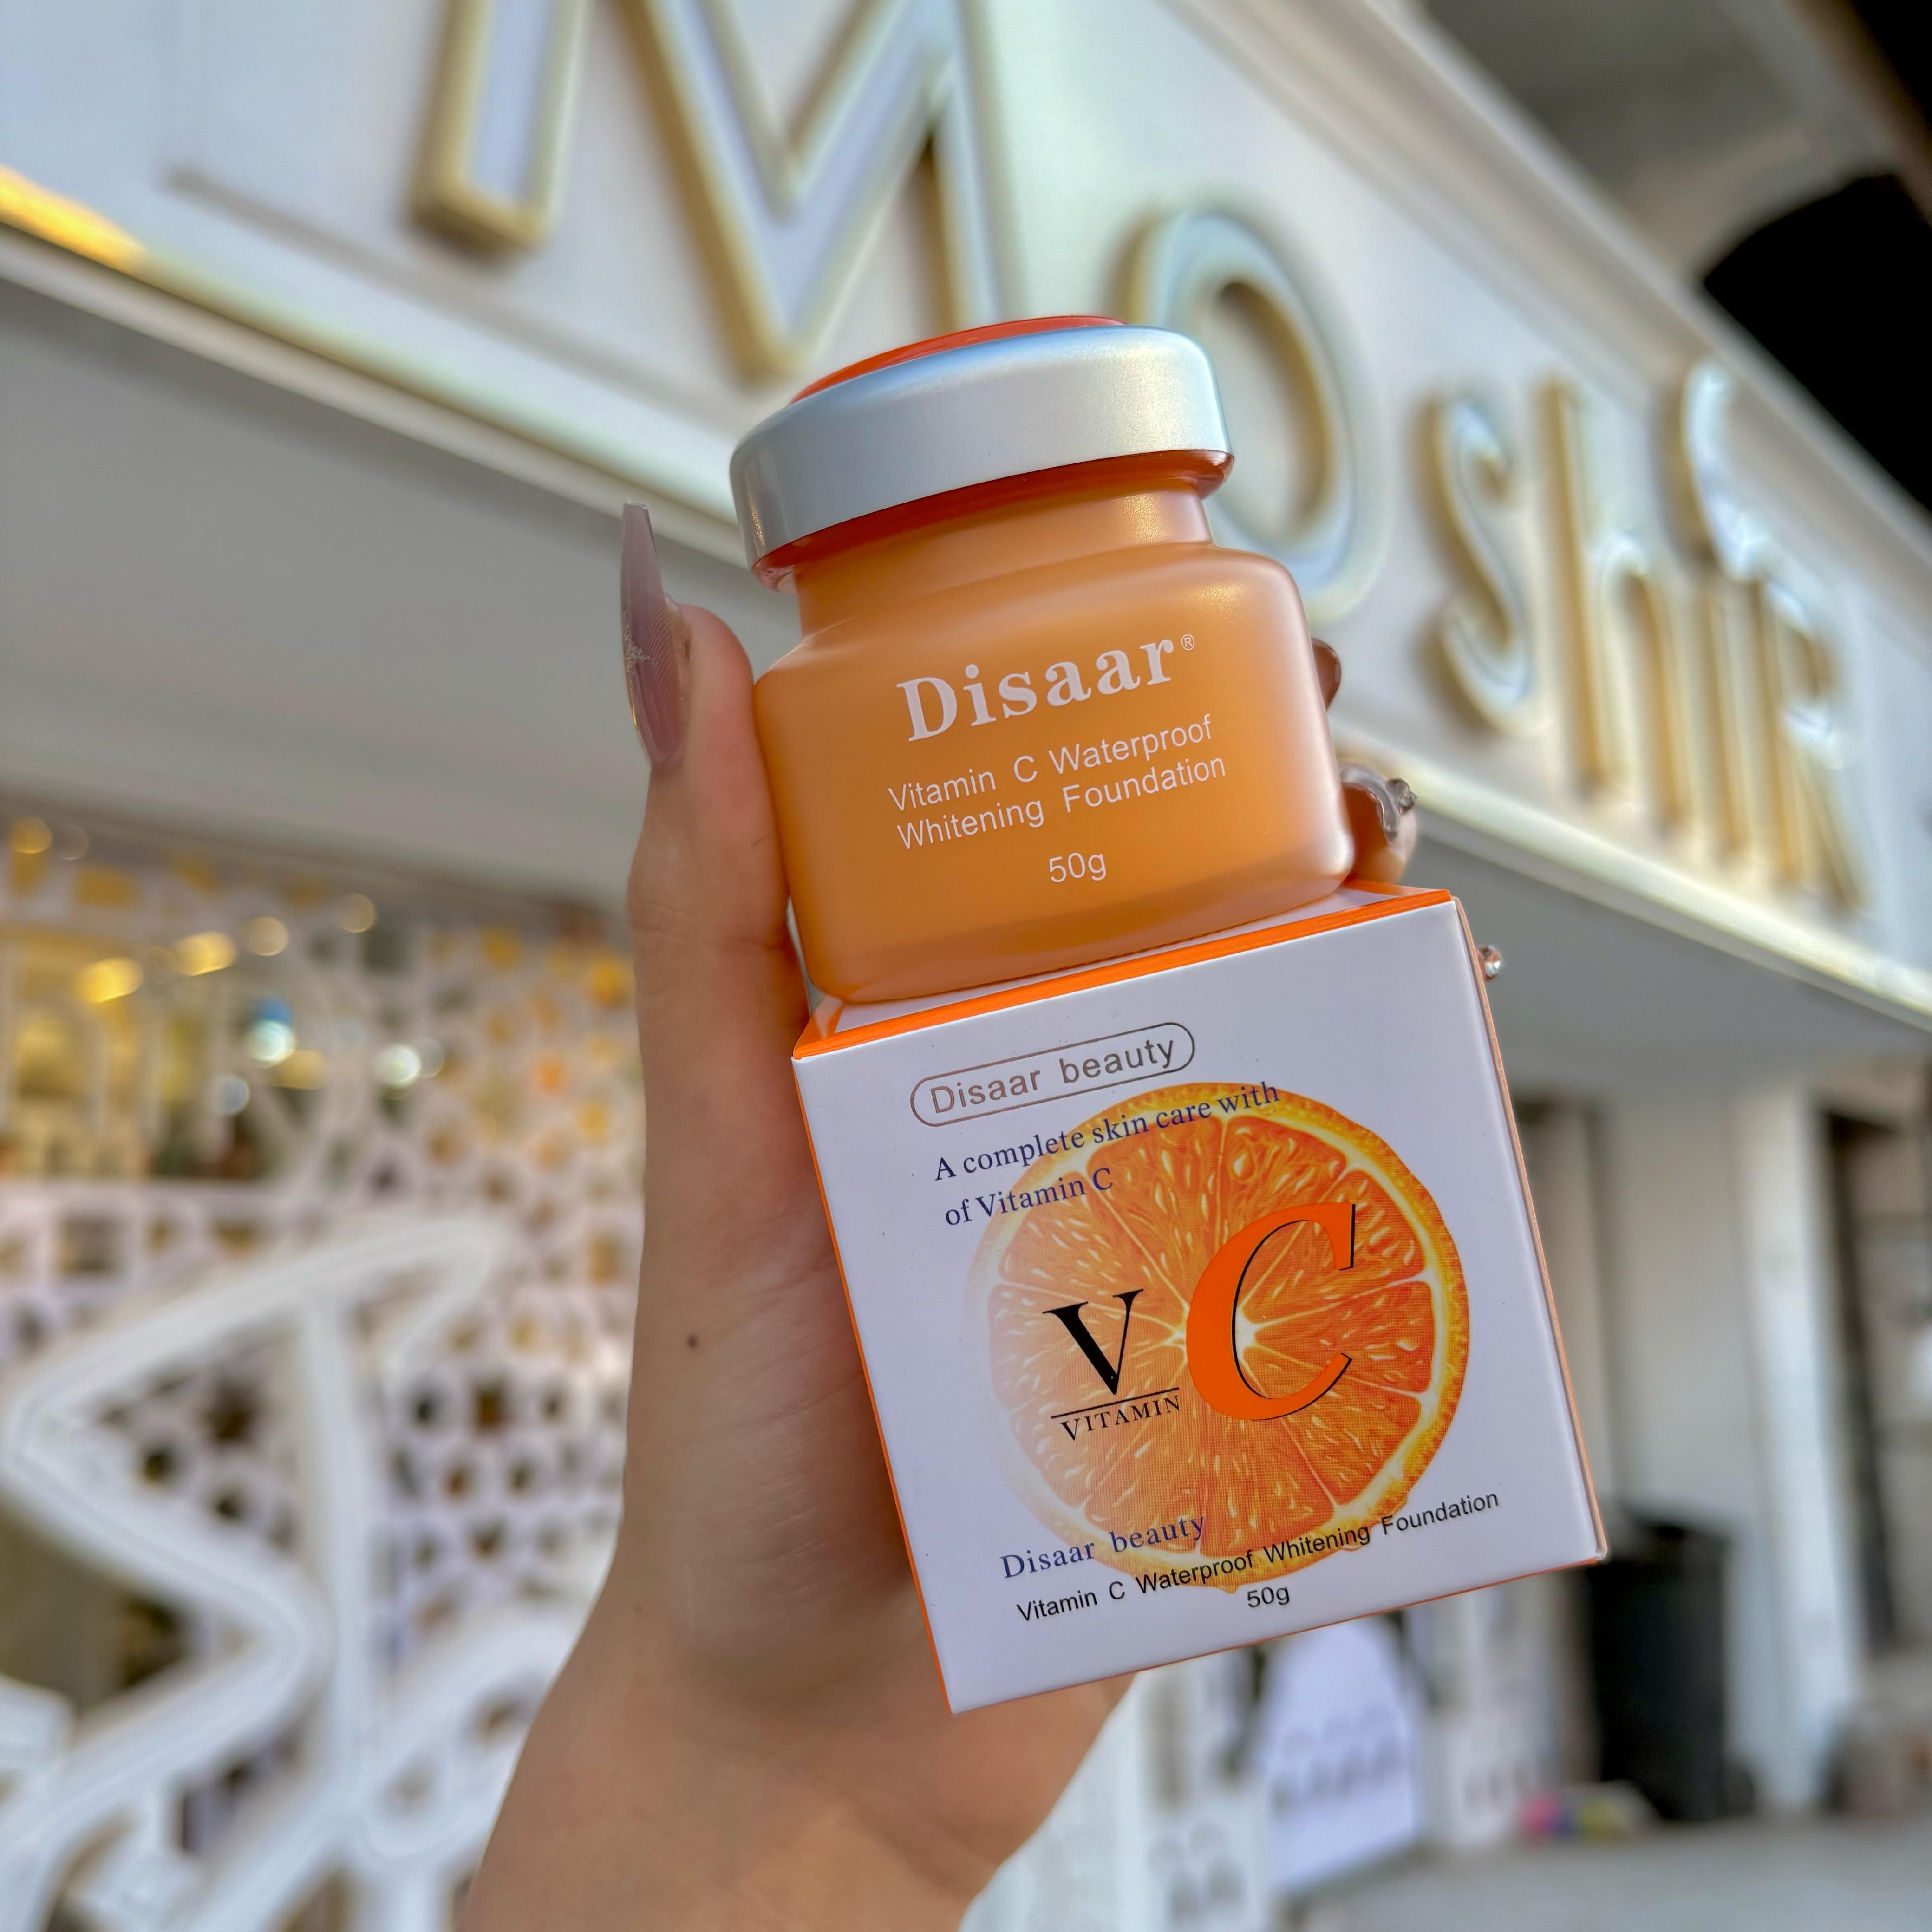 Disaar®
Vitamin C Waterproof
Whitening Foundation
50g
Disaar beauty
A complete skin care with
of Vitamin C
V C
VITAMIN
Disaar beauty
Vitamin C Waterproof Whitening Foundation
50g